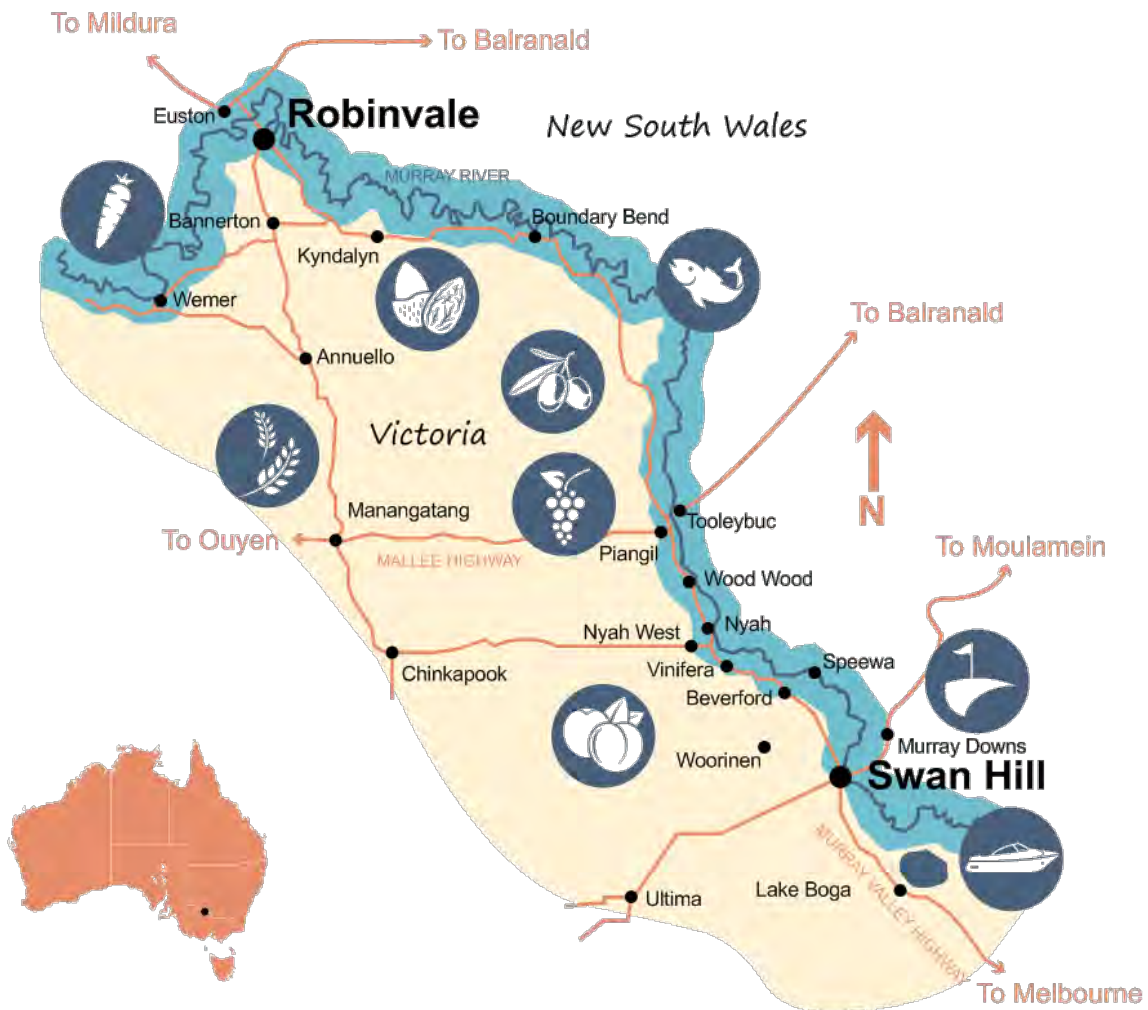 To Mildura
To Balranald
Euston
Robinvale
New South Wales
MURRAY RIVER
Bannerton
Boundary Bend
Kyndalyn
Wemer
To Balranald
Annuello
Victoria
Manangatang
Tooleybuc
N
To Ouyen
MALLEE HIGHWAY
Piangil
To Moulamein
Wood Wood
Nyah
Nyah West
Speewa
Vinifera
Chinkapook
Beverford
Murray Downs
Woorinen
Swan Hill
MURRAY VALLEY HIGHWAY
Lake Boga
Ultima
To Melbourne